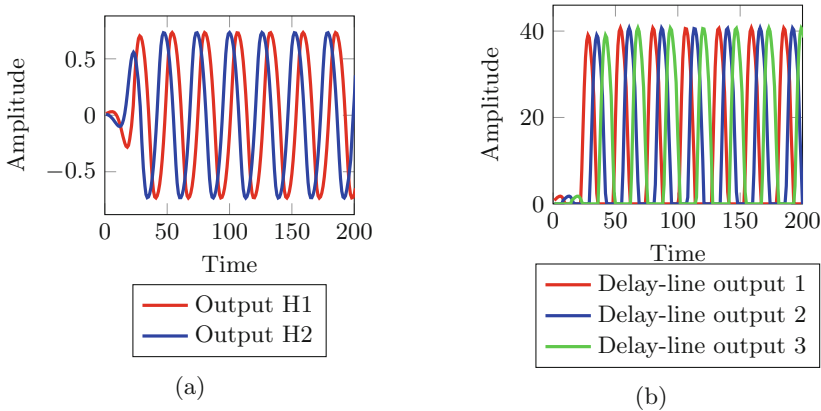 Amplitude
0.5
0
−0.5
0 50 100 150 200
Time
Output H1
Output H2
(a)
Amplitude
40
20
0
0 50 100 150 200
Time
Delay-line output 1
Delay-line output 2
Delay-line output 3
(b)